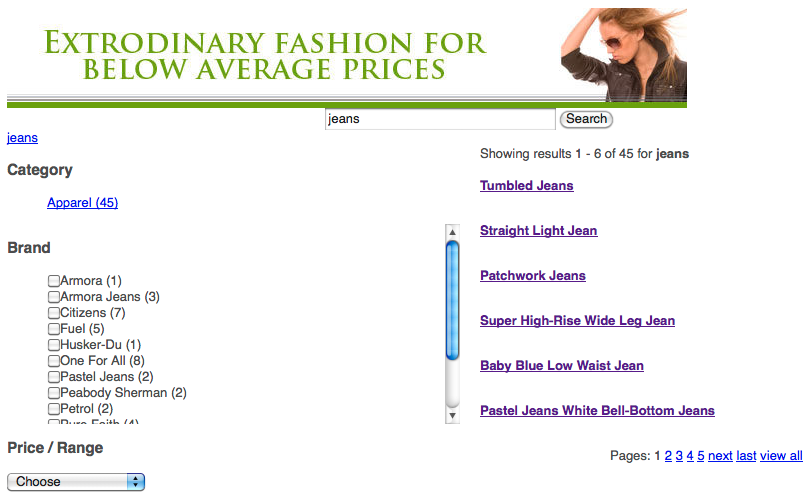 Extrodinary fashion for
below average prices
jeans
Search
jeans
Category
Apparel (45)
Brand
Armora (1)
Armora Jeans (3)
Citizens (7)
Fuel (5)
Husker-Du (1)
One For All (8)
Pastel Jeans (2)
Peabody Sherman (2)
Petrol (2)
Pure Faith (4)
Price / Range
Choose
Showing results 1 - 6 of 45 for jeans
Tumbled Jeans
Straight Light Jean
Patchwork Jeans
Super High-Rise Wide Leg Jean
Baby Blue Low Waist Jean
Pastel Jeans White Bell-Bottom Jeans
Pages: 1 2 3 4 5 next last view all